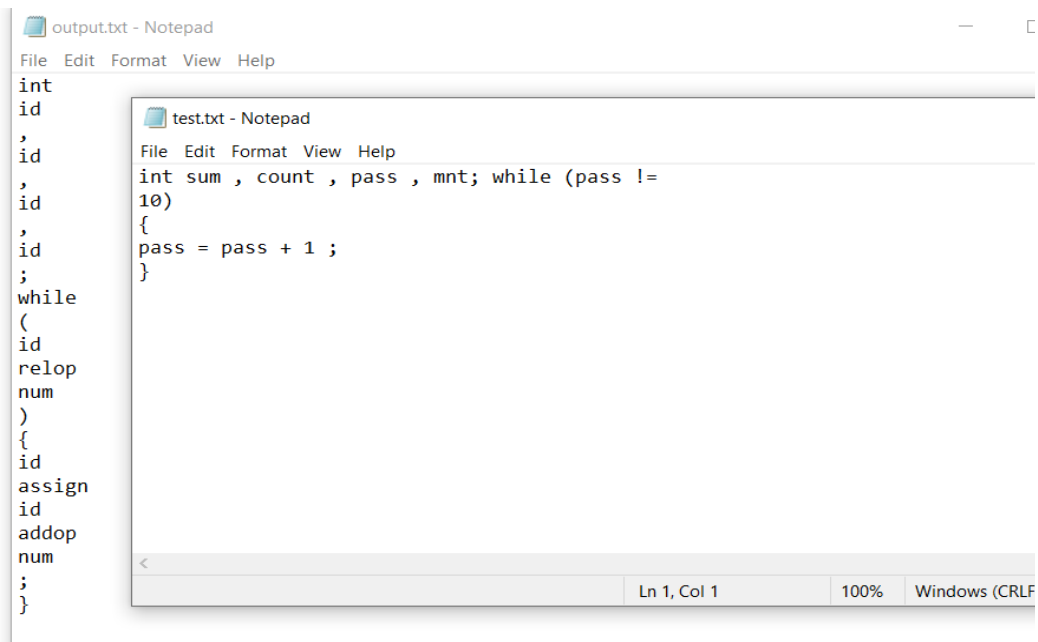 output.txt - Notepad
File Edit Format View Help
int
id
,
id
,
id
,
id
;
while
(
id
relop
num
)
{
id
assign
id
addop
num
;
}
test.txt - Notepad
File Edit Format View Help
int sum , count , pass , mnt; while (pass !=
10)
{
pass = pass + 1 ;
}
Ln 1, Col 1 100% Windows (CRLF